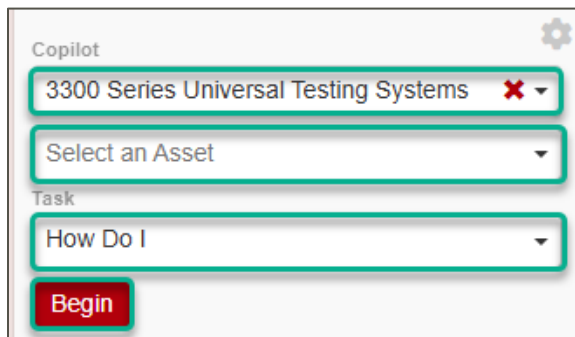 Copilot
3300 Series Universal Testing Systems
Select an Asset
Task
How Do I
Begin